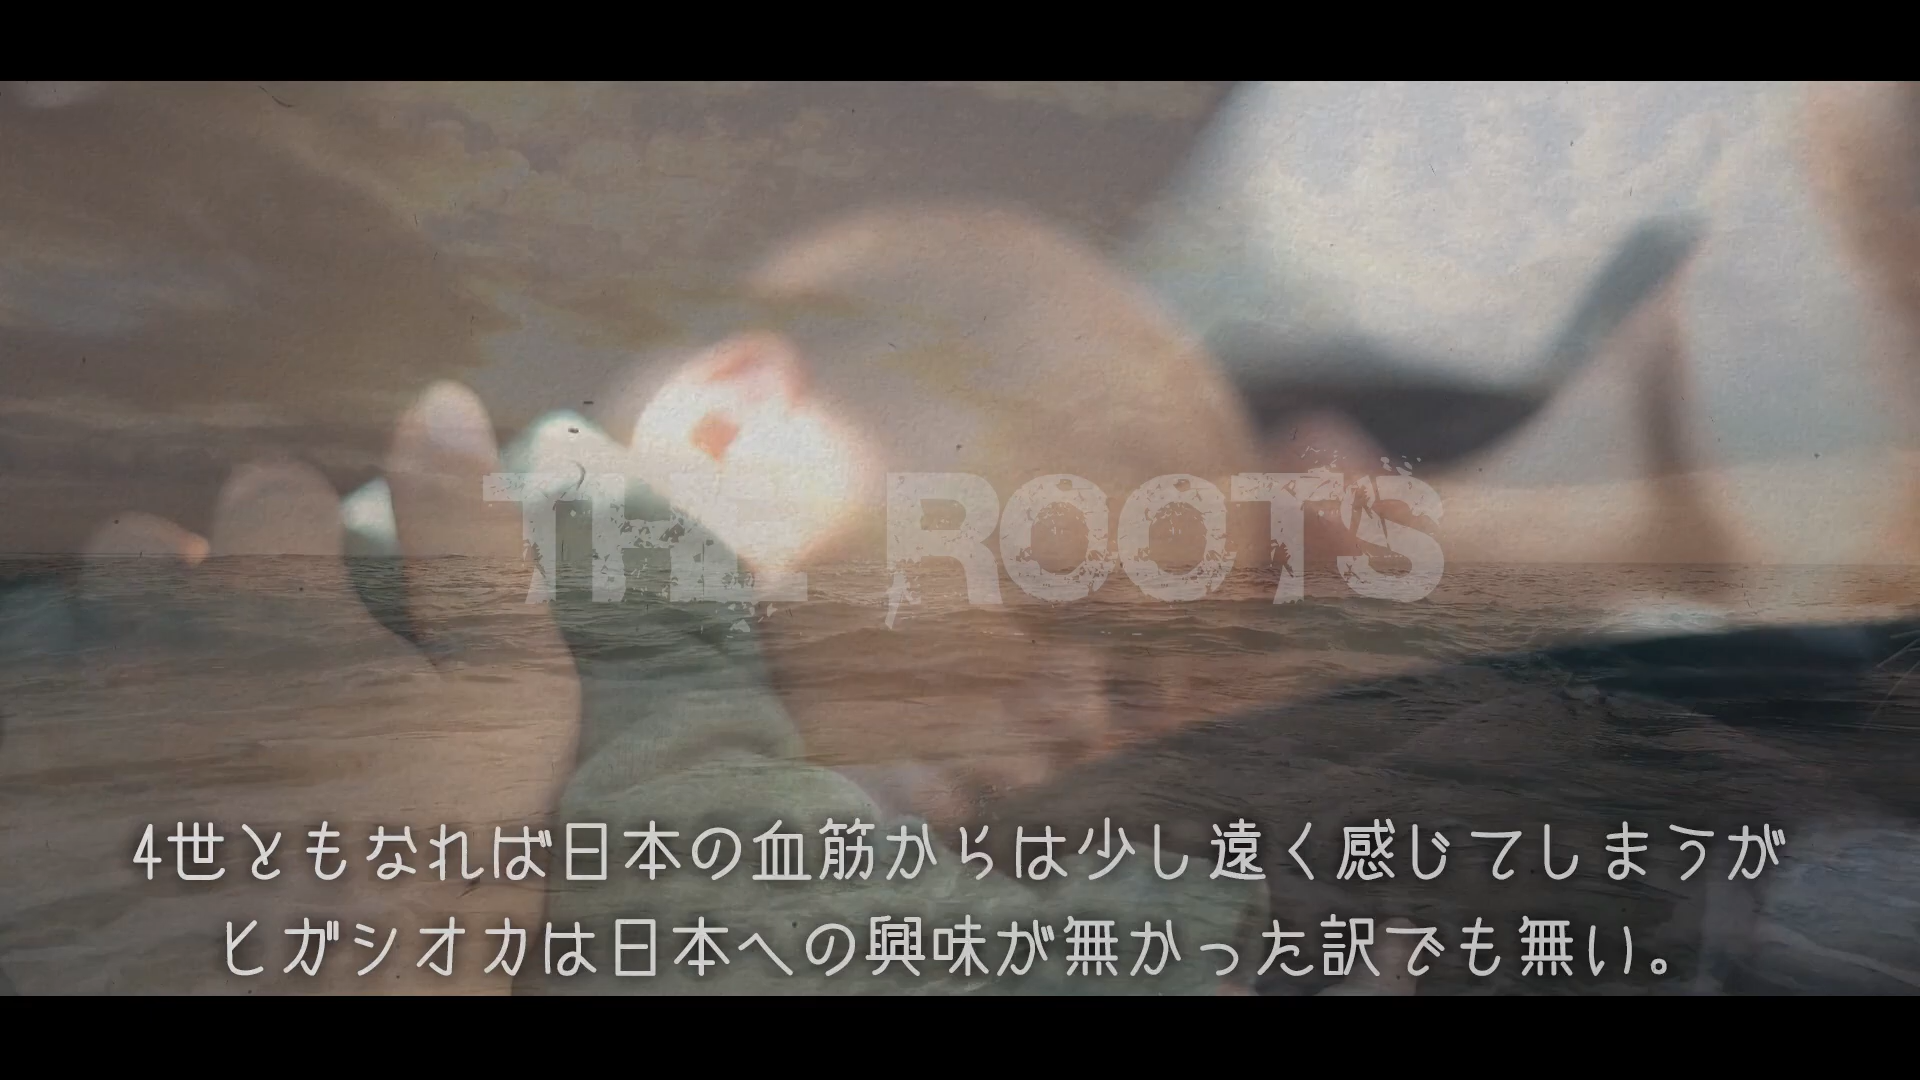 THE ROOTS
4世ともなれば日本の血筋からは少し遠く感じてしまうが
ヒガシオカは日本への興味が無かった訳でも無い。